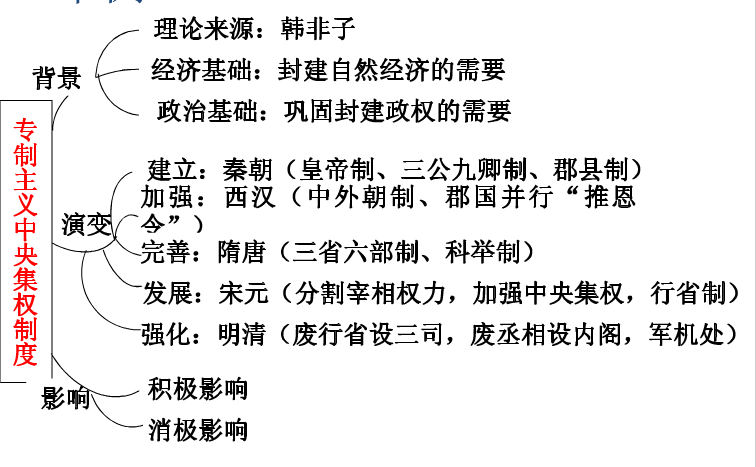 专制主义中央集权制度
背景
理论来源：韩非子
经济基础：封建自然经济的需要
政治基础：巩固封建政权的需要
演变
建立：秦朝（皇帝制、三公九卿制、郡县制）
加强：西汉（中外朝制、郡国并行“推恩
令”）
完善：隋唐（三省六部制、科举制）
发展：宋元（分割宰相权力，加强中央集权，行省制）
强化：明清（废行省设三司，废丞相设内阁，军机处）
影响
积极影响
消极影响